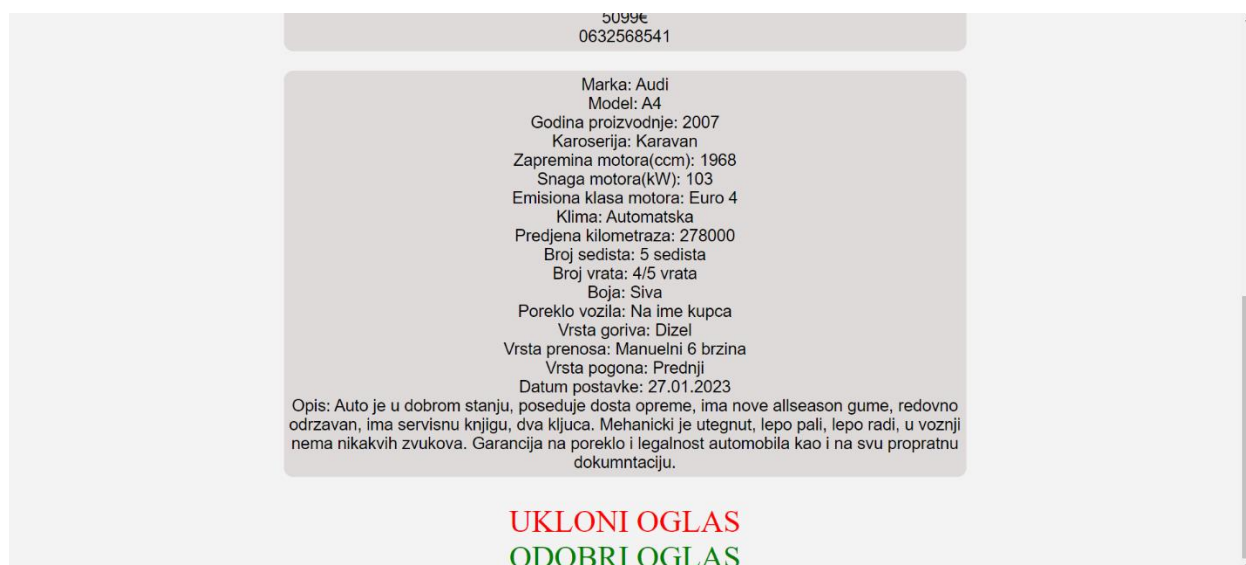 5099€
0632568541
Marka: Audi
Model: A4
Godina proizvodnje: 2007
Karoserija: Karavan
Zapremina motora(ccm): 1968
Snaga motora(kW): 103
Emisiona klasa motora: Euro 4
Klima: Automatska
Predjena kilometraza: 278000
Broj sedista: 5 sedista
Broj vrata: 4/5 vrata
Boja: Siva
Poreklo vozila: Na ime kupca
Vrsta goriva: Dizel
Vrsta prenosa: Manuelni 6 brzina
Vrsta pogona: Prednji
Datum postavke: 27.01.2023
Opis: Auto je u dobrom stanju, poseduje dosta opreme, ima nove allseason gume, redovno
odrzavan, ima servisnu knjigu, dva kljuca. Mehanicki je utegnut, lepo pali, lepo radi, u voznji
nema nikakvih zvukova. Garancija na poreklo i legalnost automobila kao i na svu propratnu
dokumntaciju.
UKLONI OGLAS
ODOBRI OGLAS